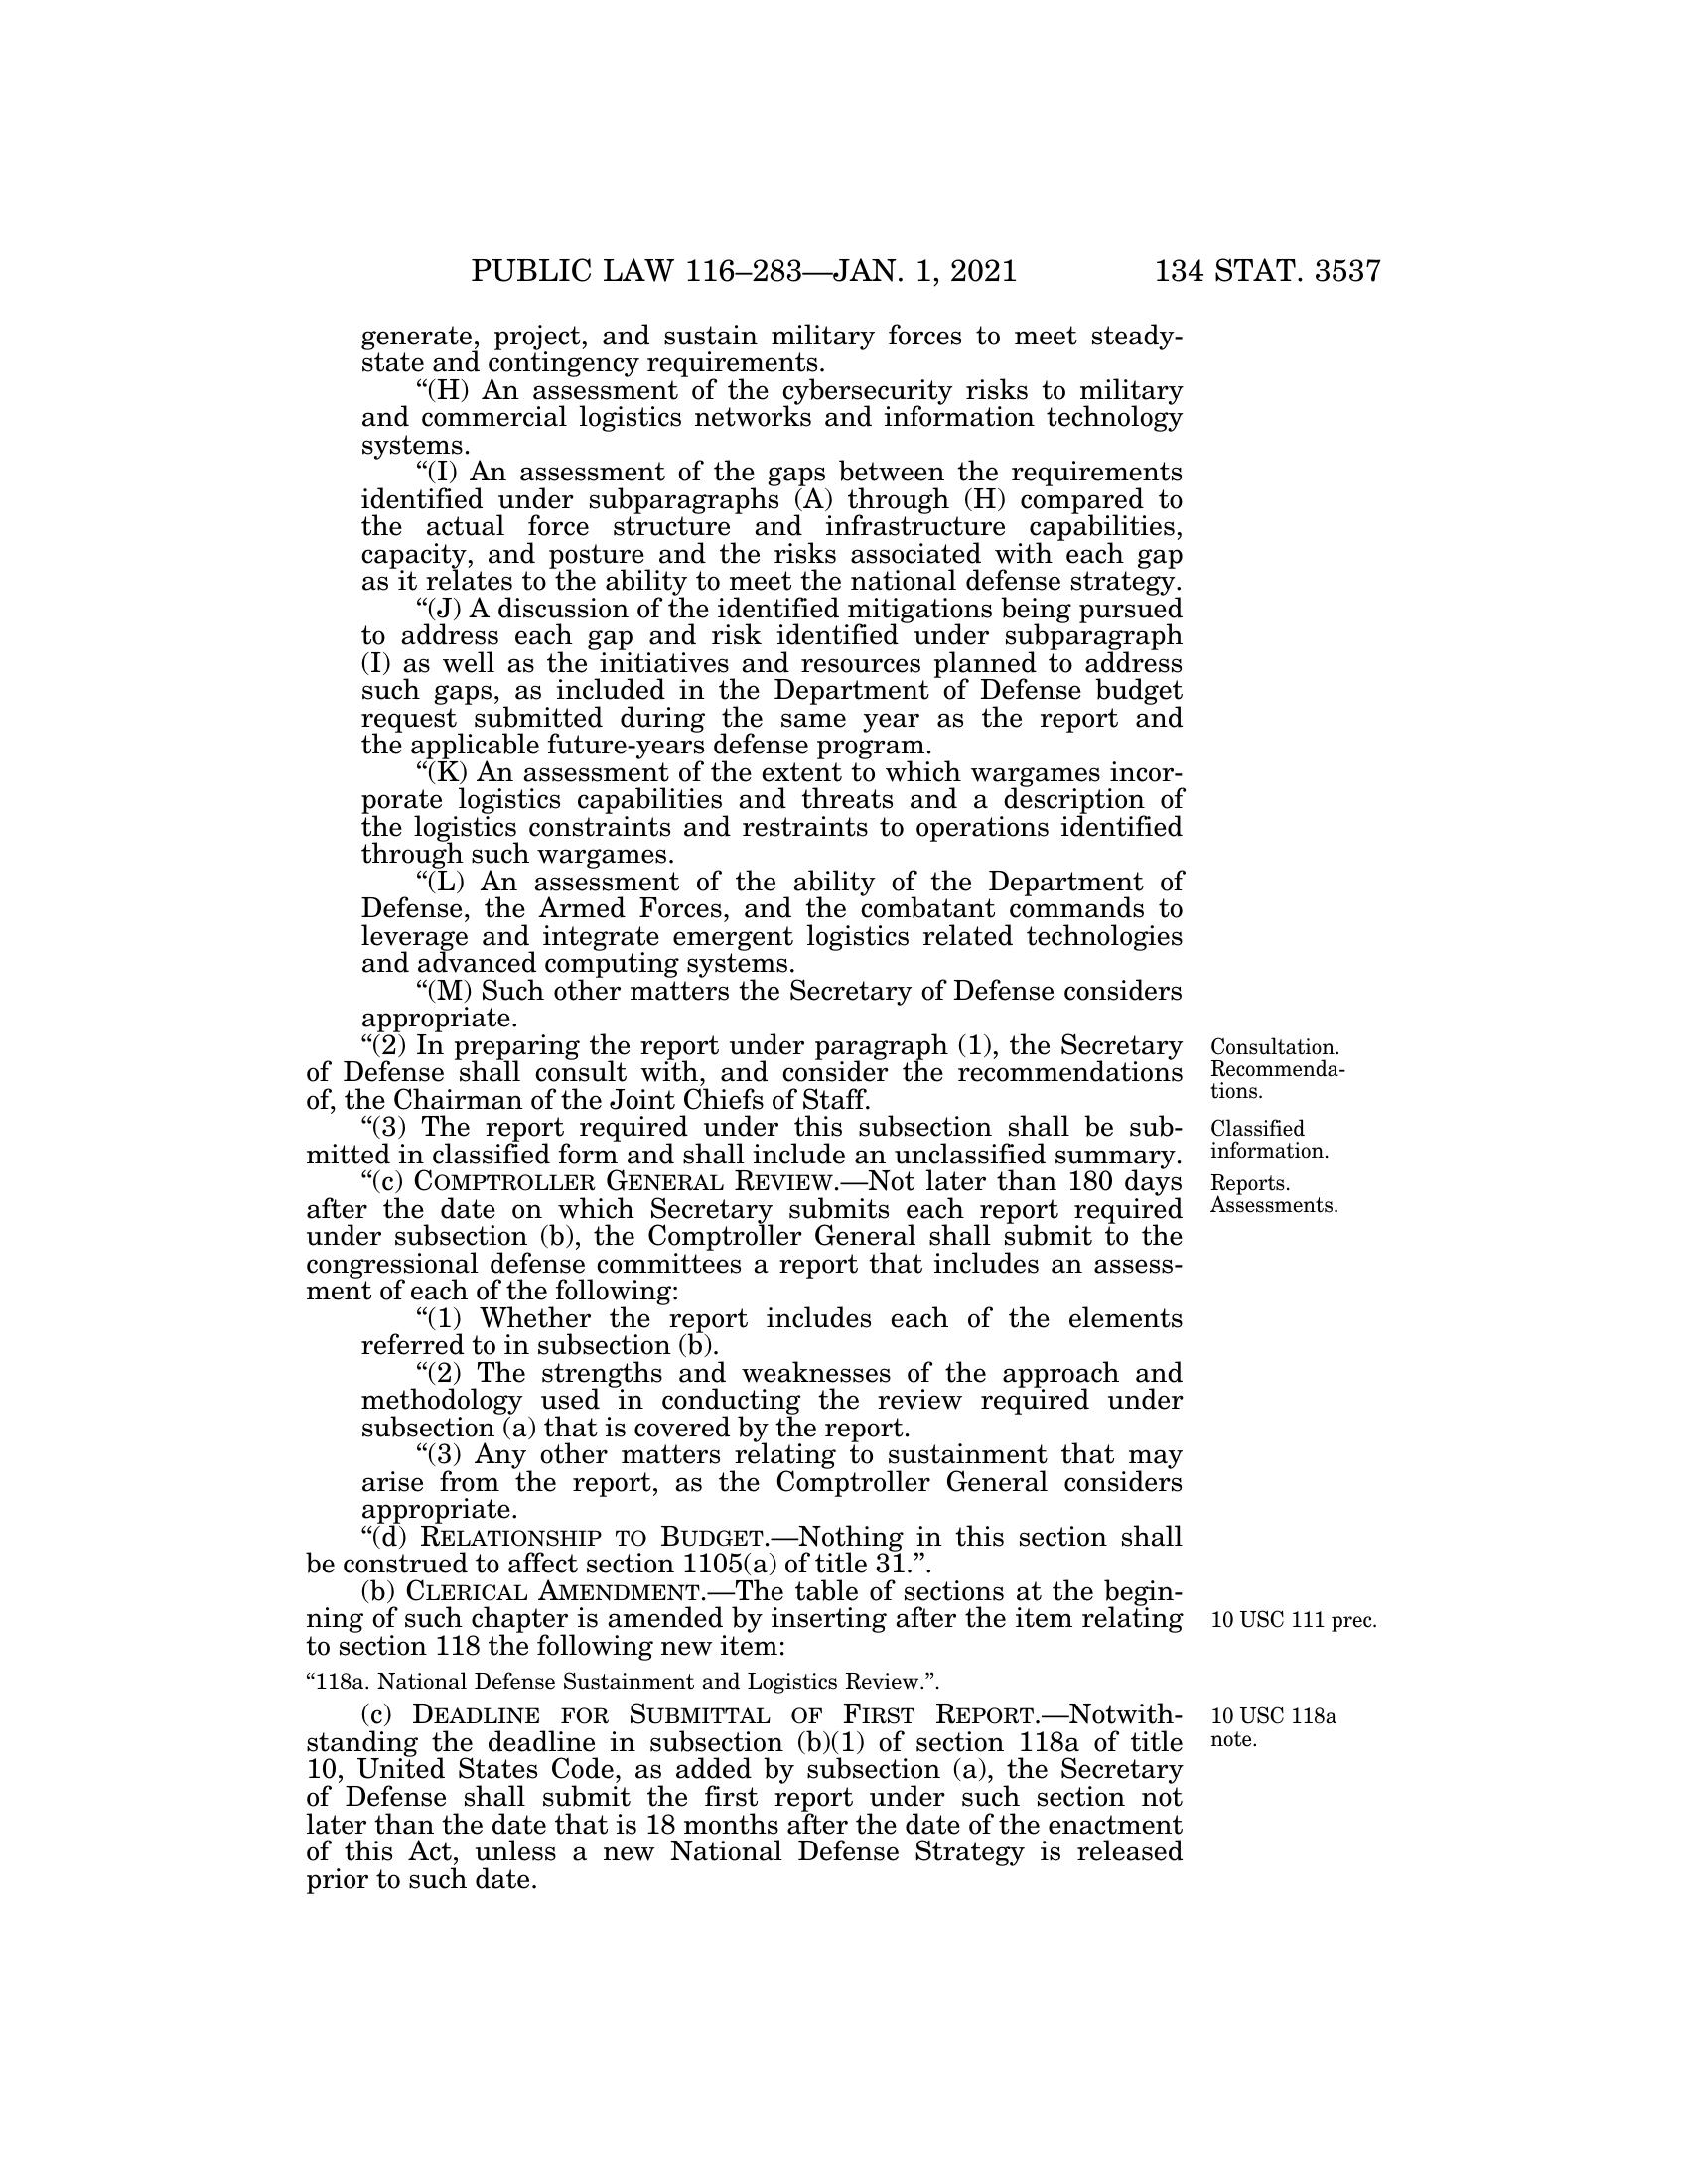 PUBLIC LAW 116–283—JAN. 1, 2021 134 STAT. 3537
generate, project, and sustain military forces to meet steady-
state and contingency requirements.
“(H) An assessment of the cybersecurity risks to military
and commercial logistics networks and information technology
systems.
“(I) An assessment of the gaps between the requirements
identified under subparagraphs (A) through (H) compared to
the actual force structure and infrastructure capabilities,
capacity, and posture and the risks associated with each gap
as it relates to the ability to meet the national defense strategy.
“(J) A discussion of the identified mitigations being pursued
to address each gap and risk identified under subparagraph
(I) as well as the initiatives and resources planned to address
such gaps, as included in the Department of Defense budget
request submitted during the same year as the report and
the applicable future-years defense program.
“(K) An assessment of the extent to which wargames incor-
porate logistics capabilities and threats and a description of
the logistics constraints and restraints to operations identified
through such wargames.
“(L) An assessment of the ability of the Department of
Defense, the Armed Forces, and the combatant commands to
leverage and integrate emergent logistics related technologies
and advanced computing systems.
“(M) Such other matters the Secretary of Defense considers
appropriate.
“(2) In preparing the report under paragraph (1), the Secretary
of Defense shall consult with, and consider the recommendations
of, the Chairman of the Joint Chiefs of Staff.
Consultation.
Recommenda-
tions.
“(3) The report required under this subsection shall be sub-
mitted in classified form and shall include an unclassified summary.
Classified
information.
“(c) COMPTROLLER GENERAL REVIEW.—Not later than 180 days
after the date on which Secretary submits each report required
under subsection (b), the Comptroller General shall submit to the
congressional defense committees a report that includes an assess-
ment of each of the following:
Reports.
Assessments.
“(1) Whether the report includes each of the elements
referred to in subsection (b).
“(2) The strengths and weaknesses of the approach and
methodology used in conducting the review required under
subsection (a) that is covered by the report.
“(3) Any other matters relating to sustainment that may
arise from the report, as the Comptroller General considers
appropriate.
“(d) RELATIONSHIP TO BUDGET.—Nothing in this section shall
be construed to affect section 1105(a) of title 31.”.
(b) CLERICAL AMENDMENT.—The table of sections at the begin-
ning of such chapter is amended by inserting after the item relating
to section 118 the following new item:
10 USC 111 prec.
“118a. National Defense Sustainment and Logistics Review.”.
(c) DEADLINE FOR SUBMITTAL OF FIRST REPORT.—Notwith-
standing the deadline in subsection (b)(1) of section 118a of title
10, United States Code, as added by subsection (a), the Secretary
of Defense shall submit the first report under such section not
later than the date that is 18 months after the date of the enactment
of this Act, unless a new National Defense Strategy is released
prior to such date.
10 USC 118a
note.